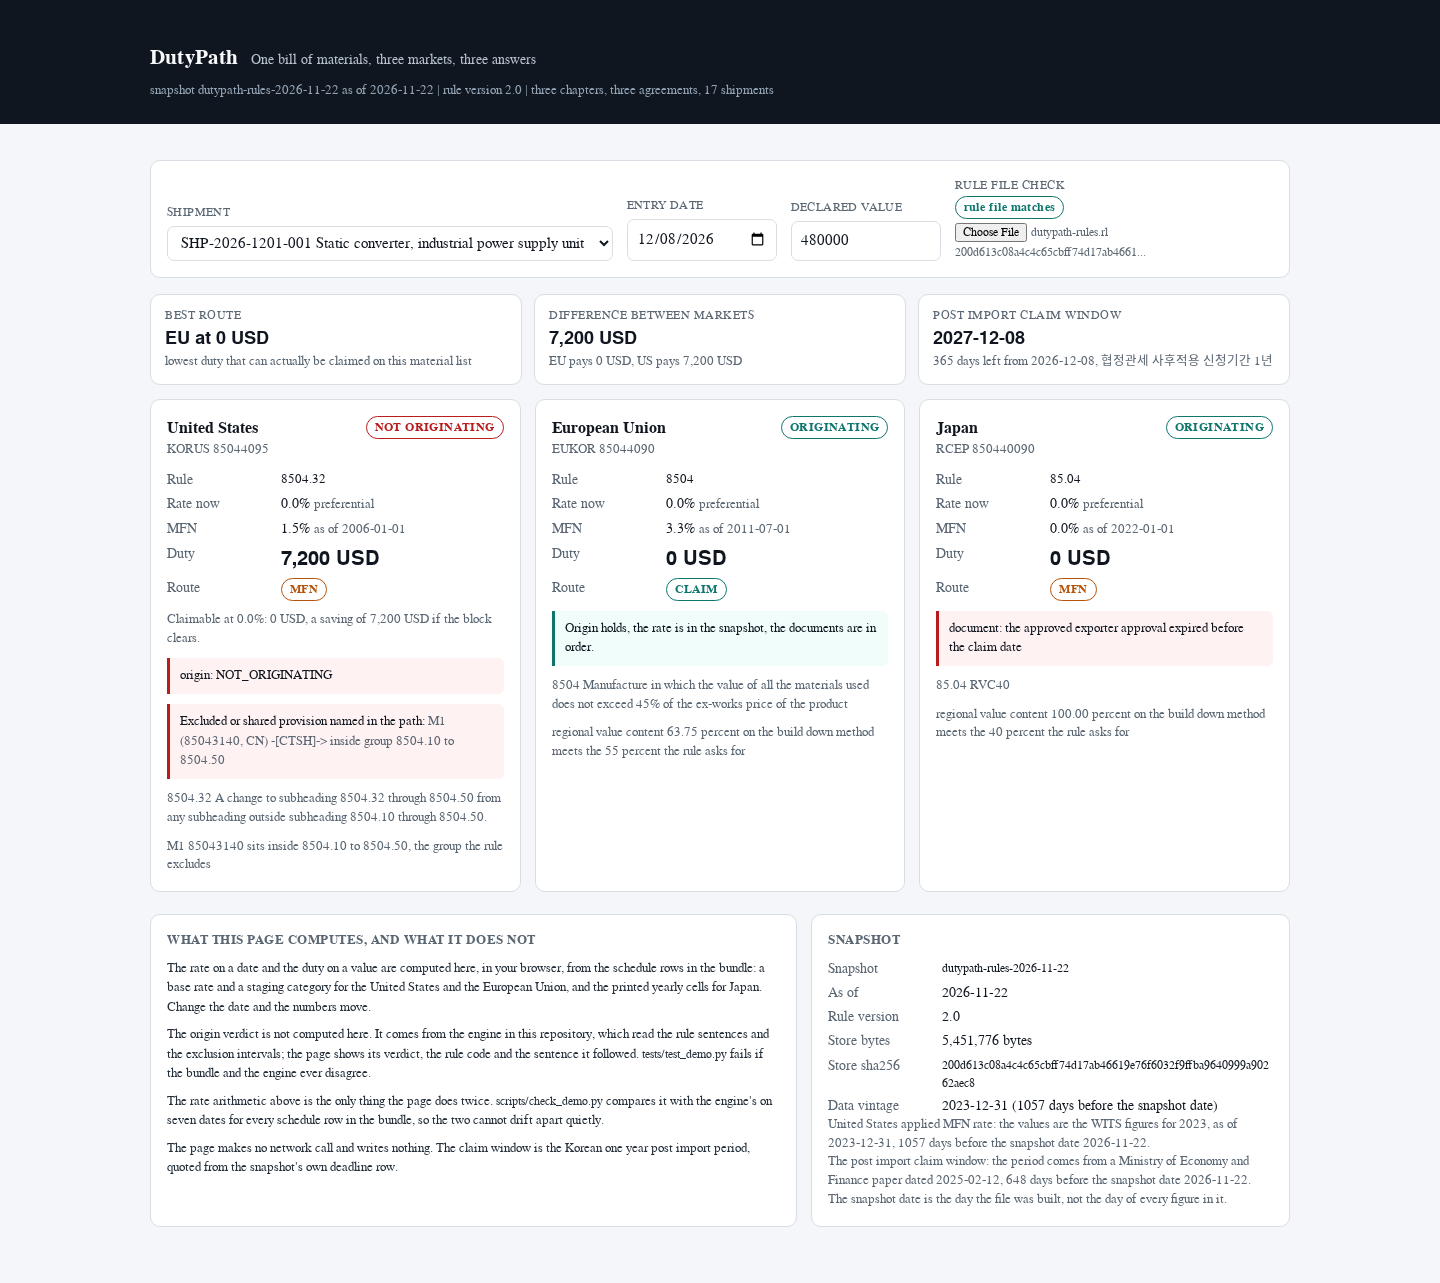 DutyPath One bill of materials, three markets, three answers
snapshot dutypath-rules-2026-11-22 as of 2026-11-22 | rule version 2.0 | three chapters, three agreements, 17 shipments
SHIPMENT
SHP-2026-1201-001 Static converter, industrial power supply unit
ENTRY DATE
12/08/2026
DECLARED VALUE
480000
RULE FILE CHECK
rule file matches
Choose File dutypath-rules.rl
200d613c08a4c4c65cbff74d17ab4661...
BEST ROUTE
EU at 0 USD
lowest duty that can actually be claimed on this material list
DIFFERENCE BETWEEN MARKETS
7,200 USD
EU pays 0 USD, US pays 7,200 USD
POST IMPORT CLAIM WINDOW
2027-12-08
365 days left from 2026-12-08, 협정관세 사후적용 신청기간 1년
United States NOT ORIGINATING
KORUS 85044095
Rule 8504.32
Rate now 0.0% preferential
MFN 1.5% as of 2006-01-01
Duty 7,200 USD
Route MFN
Claimable at 0.0%: 0 USD, a saving of 7,200 USD if the block
clears.
origin: NOT_ORIGINATING
Excluded or shared provision named in the path: M1
(85043140, CN) -[CTSH]-> inside group 8504.10 to
8504.50
8504.32 A change to subheading 8504.32 through 8504.50 from
any subheading outside subheading 8504.10 through 8504.50.
M1 85043140 sits inside 8504.10 to 8504.50, the group the rule
excludes
European Union ORIGINATING
EUKOR 85044090
Rule 8504
Rate now 0.0% preferential
MFN 3.3% as of 2011-07-01
Duty 0 USD
Route CLAIM
Origin holds, the rate is in the snapshot, the documents are in
order.
8504 Manufacture in which the value of all the materials used
does not exceed 45% of the ex-works price of the product
regional value content 63.75 percent on the build down method
meets the 55 percent the rule asks for
Japan ORIGINATING
RCEP 850440090
Rule 85.04
Rate now 0.0% preferential
MFN 0.0% as of 2022-01-01
Duty 0 USD
Route MFN
document: the approved exporter approval expired before
the claim date
85.04 RVC40
regional value content 100.00 percent on the build down method
meets the 40 percent the rule asks for
WHAT THIS PAGE COMPUTES, AND WHAT IT DOES NOT
The rate on a date and the duty on a value are computed here, in your browser, from the schedule rows in the bundle: a
base rate and a staging category for the United States and the European Union, and the printed yearly cells for Japan.
Change the date and the numbers move.
The origin verdict is not computed here. It comes from the engine in this repository, which read the rule sentences and
the exclusion intervals; the page shows its verdict, the rule code and the sentence it followed. tests/test_demo.py fails if
the bundle and the engine ever disagree.
The rate arithmetic above is the only thing the page does twice. scripts/check_demo.py compares it with the engine's on
seven dates for every schedule row in the bundle, so the two cannot drift apart quietly.
The page makes no network call and writes nothing. The claim window is the Korean one year post import period,
quoted from the snapshot's own deadline row.
SNAPSHOT
Snapshot dutypath-rules-2026-11-22
As of 2026-11-22
Rule version 2.0
Store bytes 5,451,776 bytes
Store sha256 200d613c08a4c4c65cbff74d17ab46619e76f6032f9ffba9640999a902
62aec8
Data vintage 2023-12-31 (1057 days before the snapshot date)
United States applied MFN rate: the values are the WITS figures for 2023, as of
2023-12-31, 1057 days before the snapshot date 2026-11-22.
The post import claim window: the period comes from a Ministry of Economy and
Finance paper dated 2025-02-12, 648 days before the snapshot date 2026-11-22.
The snapshot date is the day the file was built, not the day of every figure in it.